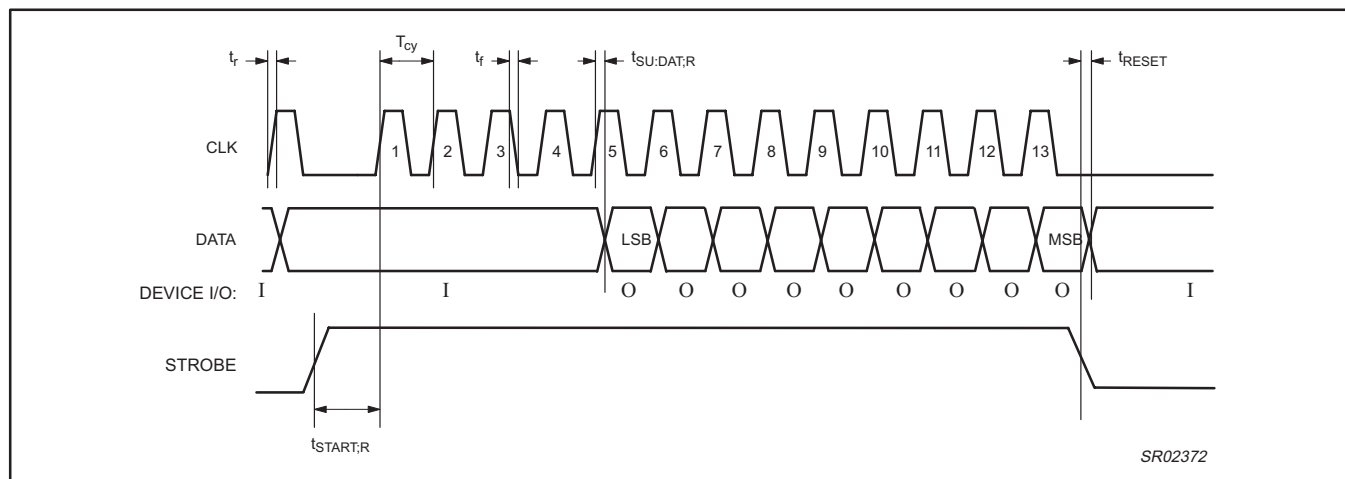 tr Tcy tf tSU:DAT;R tRESET
CLK 1 2 3 4 5 6 7 8 9 10 11 12 13
DATA LSB MSB
DEVICE I/O: I I O O O O O O O O O I
STROBE
tSTART;R
SR02372